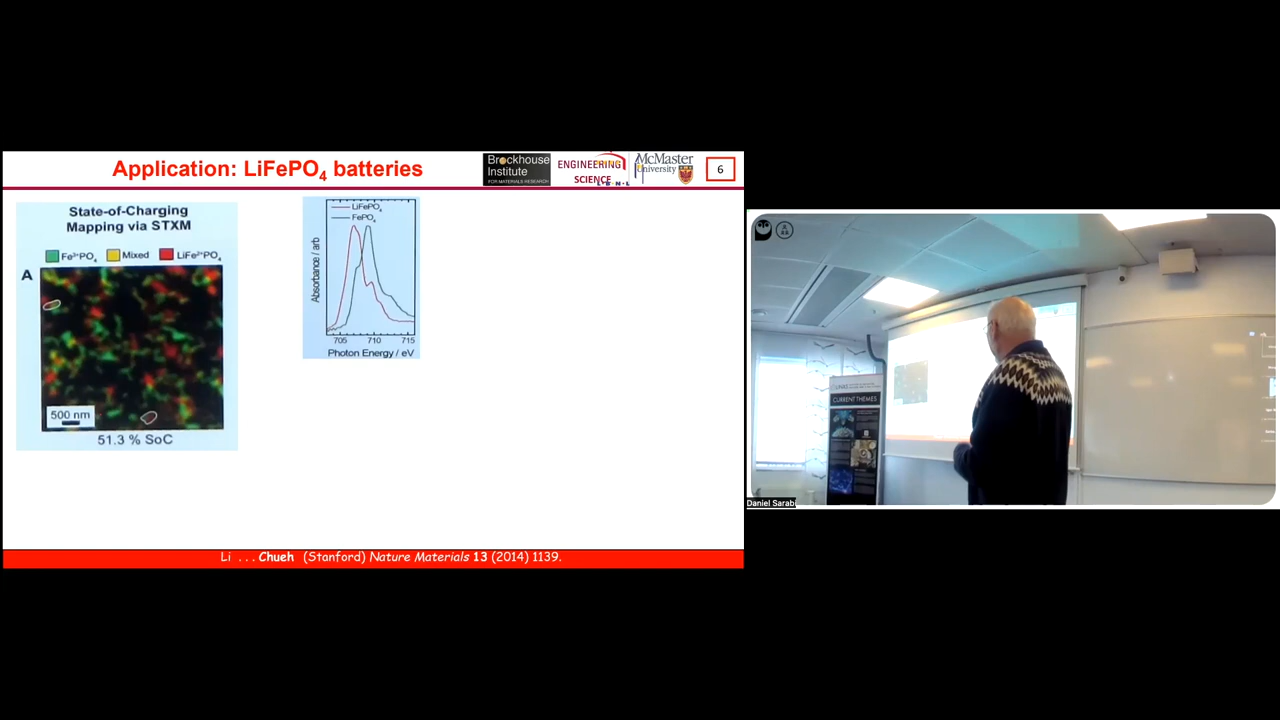 Application: LiFePO4 batteries
Brockhouse
Institute
FOR MATERIALS RESEARCH
ENGINEERING
SCIENCE
McMaster
University
6
State-of-Charging
Mapping via STXM
Fe³⁺PO₄
Mixed
LiFe²⁺PO₄
A
500 nm
51.3 % SoC
LiFePO₄
FePO₄
Absorbance / arb
705 710 715
Photon Energy / eV
Li . . . Chueh (Stanford) Nature Materials 13 (2014) 1139.
CURRENT THEMES
Daniel Sarabi